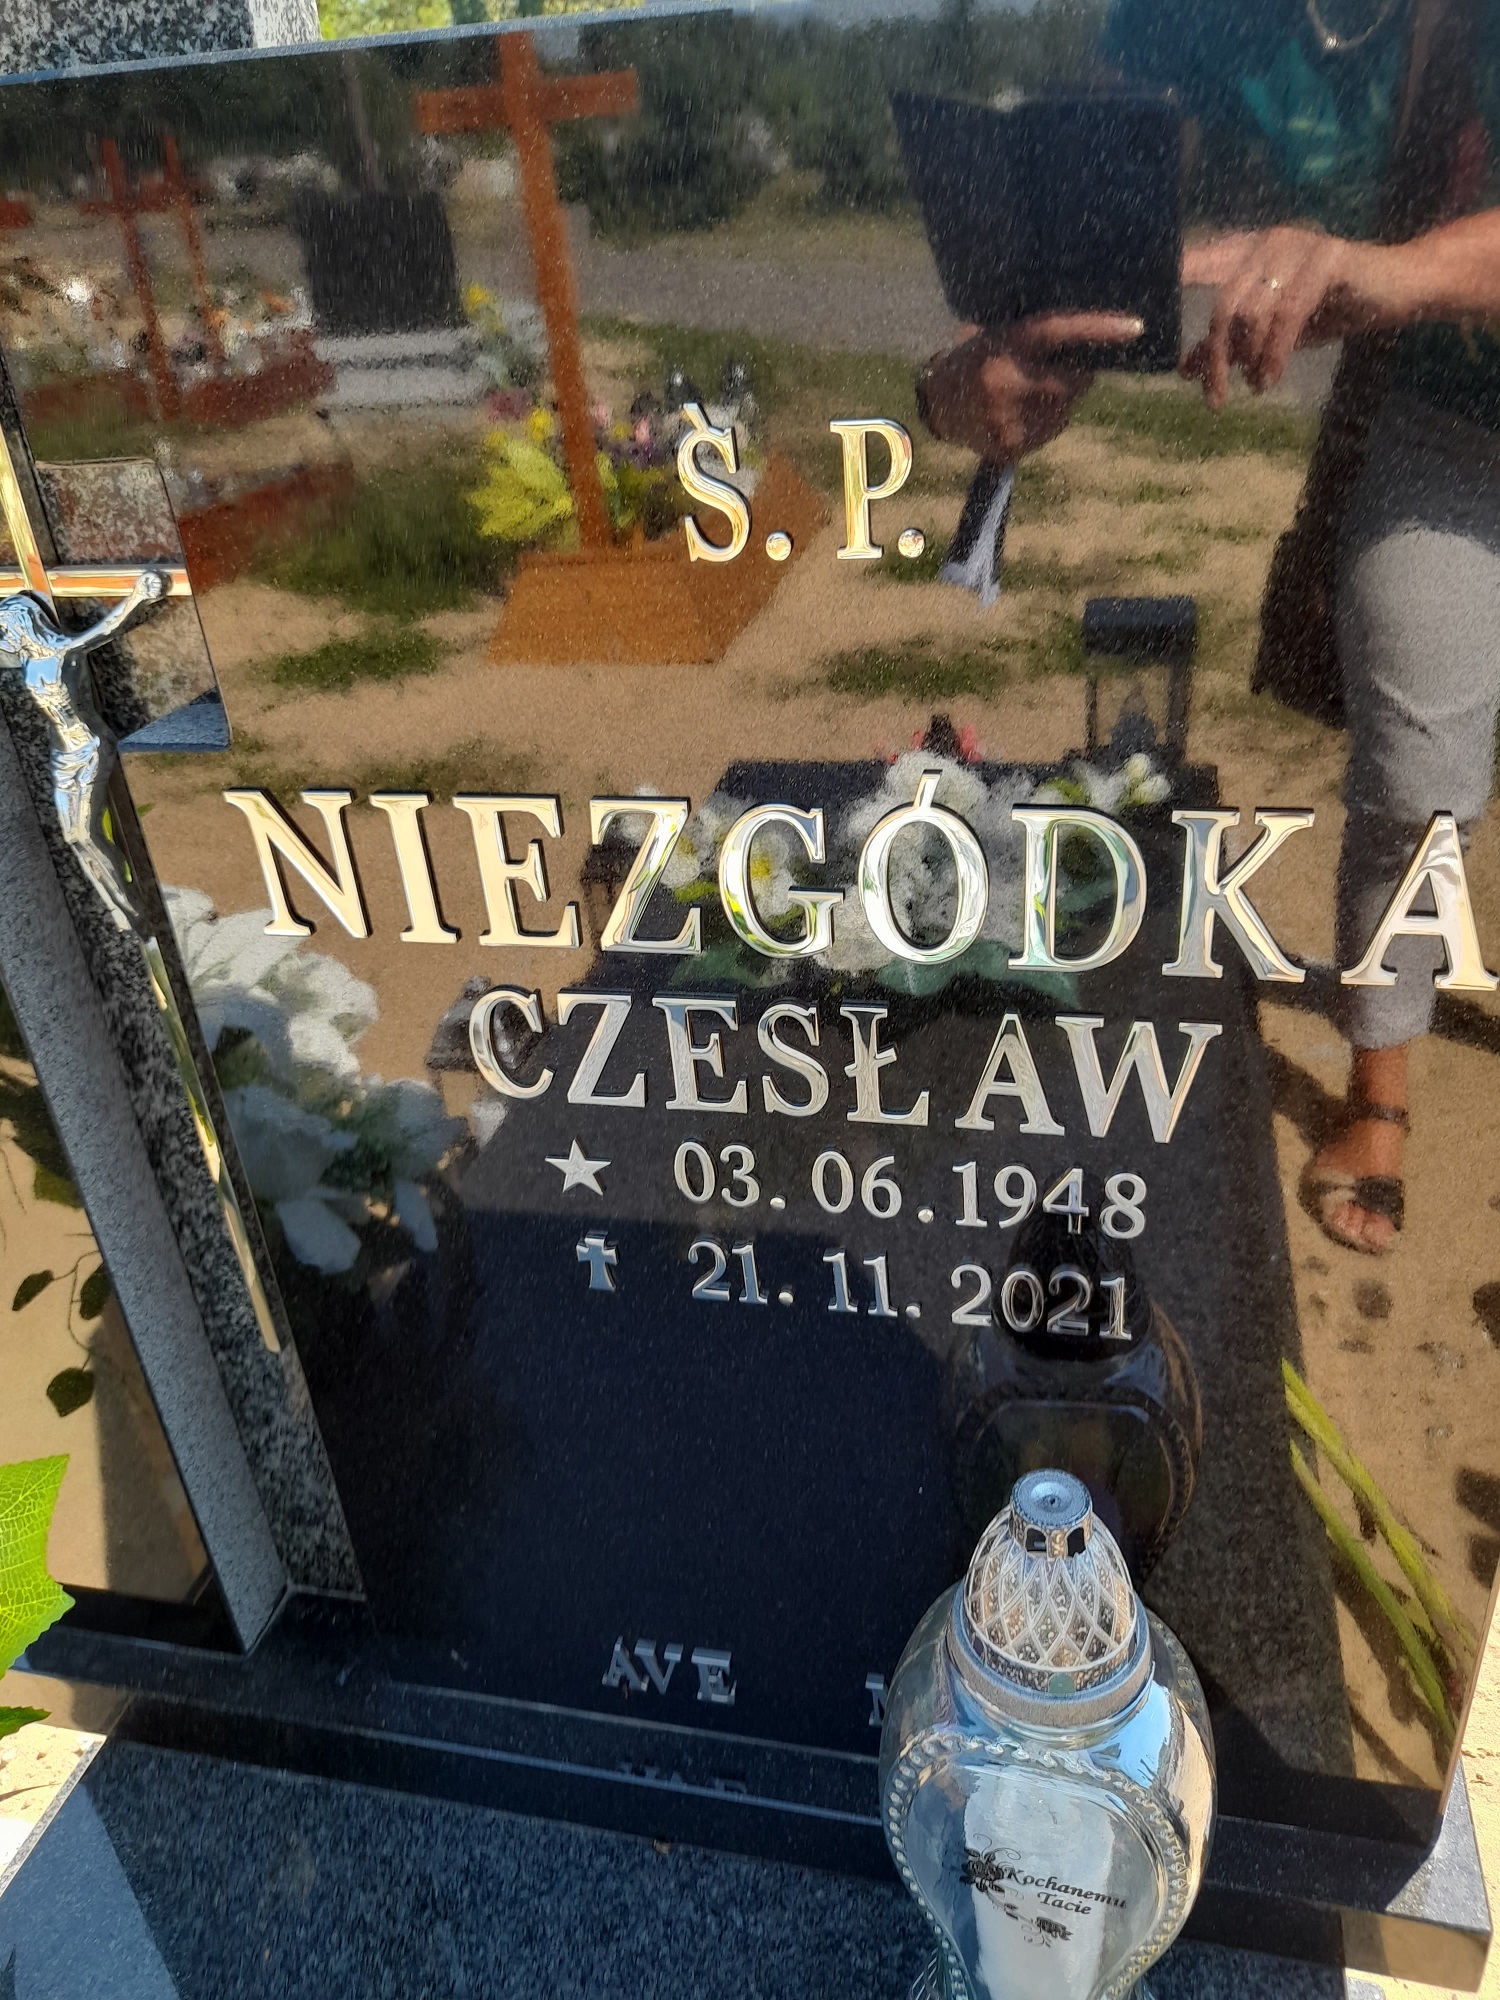 Ś. P.
NIEZGÓDKA
CZESŁAW
03. 06. 1948
21. 11. 2021
AVE
Kochanemu
Tacie